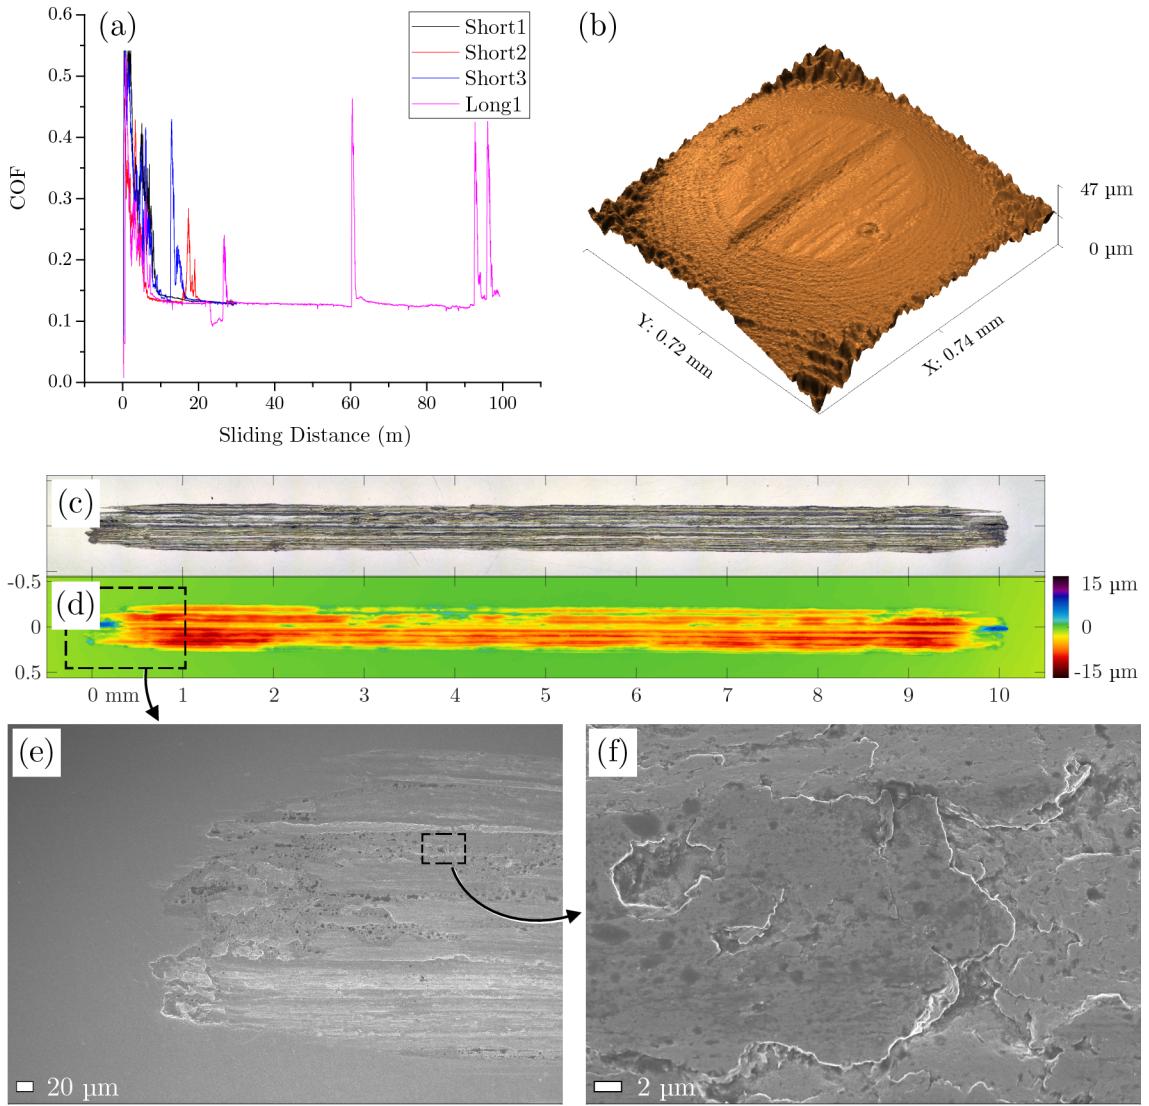 (a)
0.6
0.5
0.4
0.3
0.2
0.1
0.0
COF
0 20 40 60 80 100
Sliding Distance (m)
Short1
Short2
Short3
Long1
(b)
47 µm
0 µm
Y: 0.72 mm
X: 0.74 mm
(c)
(d)
-0.5
0
0.5
15 µm
0
-15 µm
0 mm 1 2 3 4 5 6 7 8 9 10
(e)
20 µm
(f)
2 µm